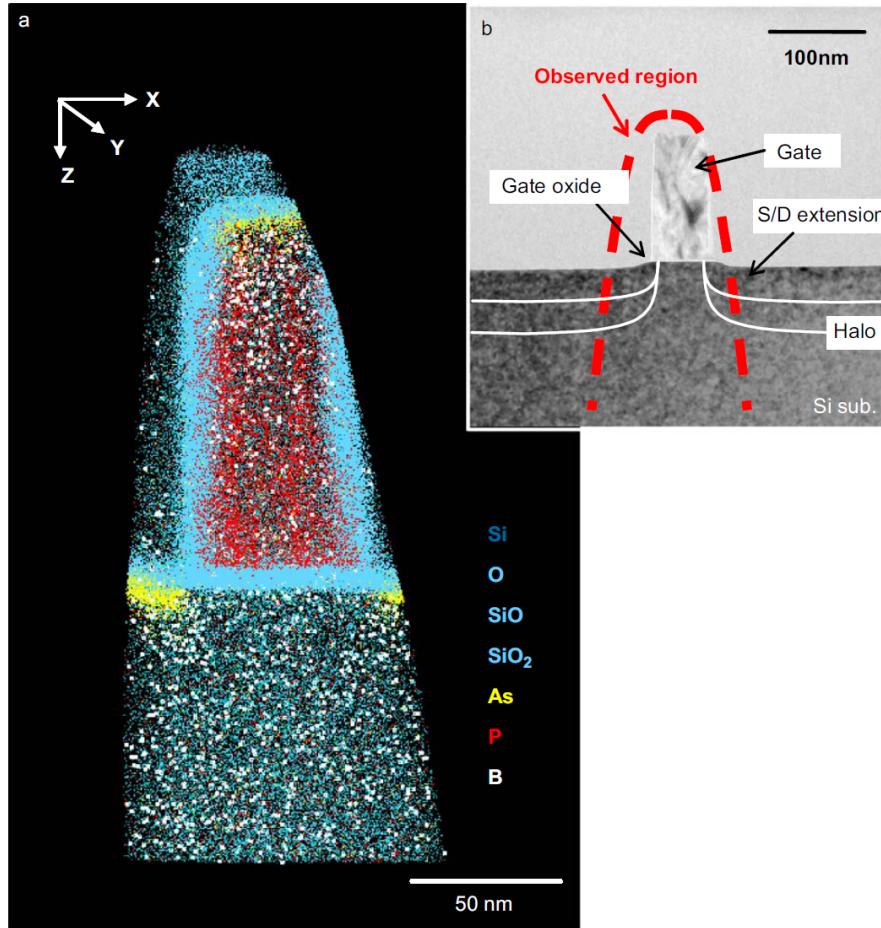 a
X
Y
Z
Si
O
SiO
SiO₂
As
P
B
50 nm
b
100nm
Observed region
Gate
Gate oxide
S/D extension
Halo
Si sub.